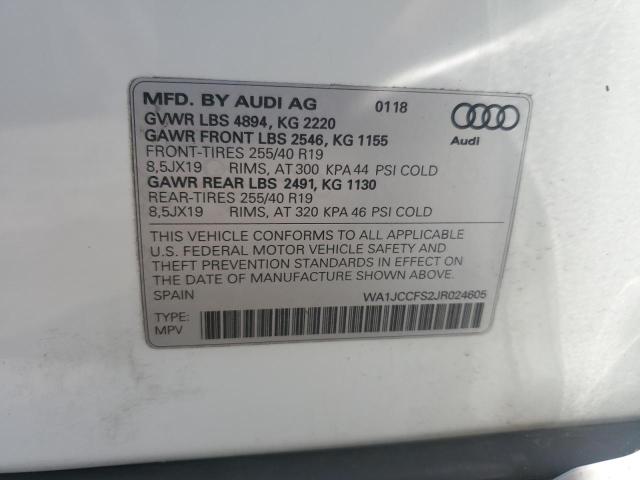 MFD. BY AUDI AG 0118
GVWR LBS 4894, KG 2220
GAWR FRONT LBS 2546, KG 1155
FRONT-TIRES 255/40 R19
8,5JX19 RIMS, AT 300 KPA 44 PSI COLD
GAWR REAR LBS 2491, KG 1130
REAR-TIRES 255/40 R19
8,5JX19 RIMS, AT 320 KPA 46 PSI COLD
Audi
THIS VEHICLE CONFORMS TO ALL APPLICABLE
U.S. FEDERAL MOTOR VEHICLE SAFETY AND
THEFT PREVENTION STANDARDS IN EFFECT ON
THE DATE OF MANUFACTURE SHOWN ABOVE.
SPAIN WA1JCCFS2JR024605
TYPE:
MPV